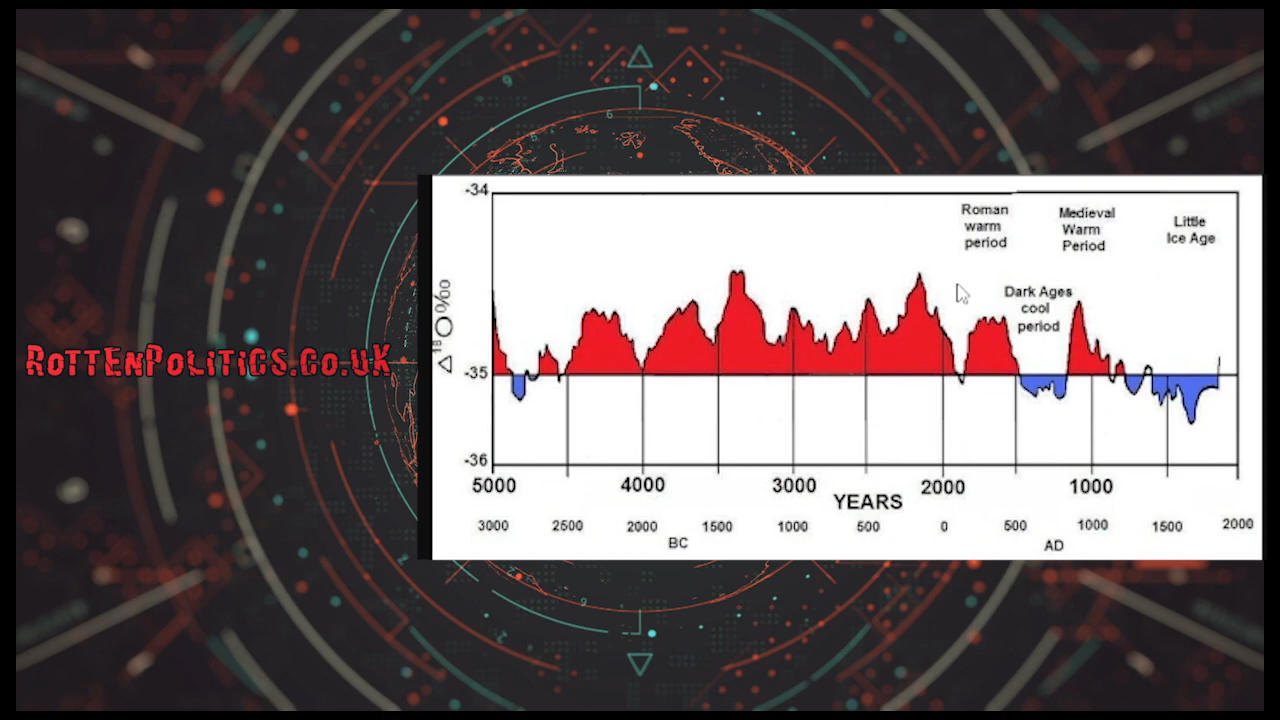 RottenPolitics.Co.uk
-34
-35
-36
Δ18O‰
Roman
warm
period
Medieval
Warm
Period
Little
Ice Age
Dark Ages
cool
period
5000 4000 3000 2000 1000
YEARS
3000 2500 2000 1500 1000 500 0 500 1000 1500 2000
BC AD